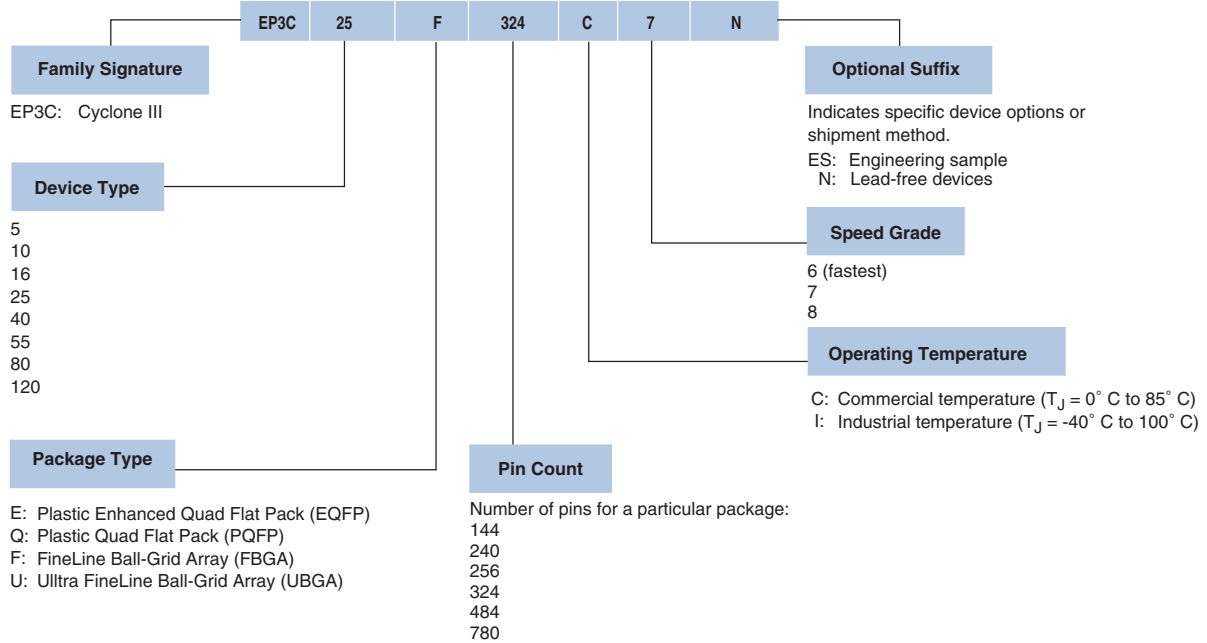 EP3C 25 F 324 C 7 N
Family Signature
EP3C: Cyclone III
Device Type
5
10
16
25
40
55
80
120
Package Type
E: Plastic Enhanced Quad Flat Pack (EQFP)
Q: Plastic Quad Flat Pack (PQFP)
F: FineLine Ball-Grid Array (FBGA)
U: Ulltra FineLine Ball-Grid Array (UBGA)
Pin Count
Number of pins for a particular package:
144
240
256
324
484
780
Optional Suffix
Indicates specific device options or
shipment method.
ES: Engineering sample
N: Lead-free devices
Speed Grade
6 (fastest)
7
8
Operating Temperature
C: Commercial temperature (TJ = 0˚ C to 85˚ C)
I: Industrial temperature (TJ = -40˚ C to 100˚ C)